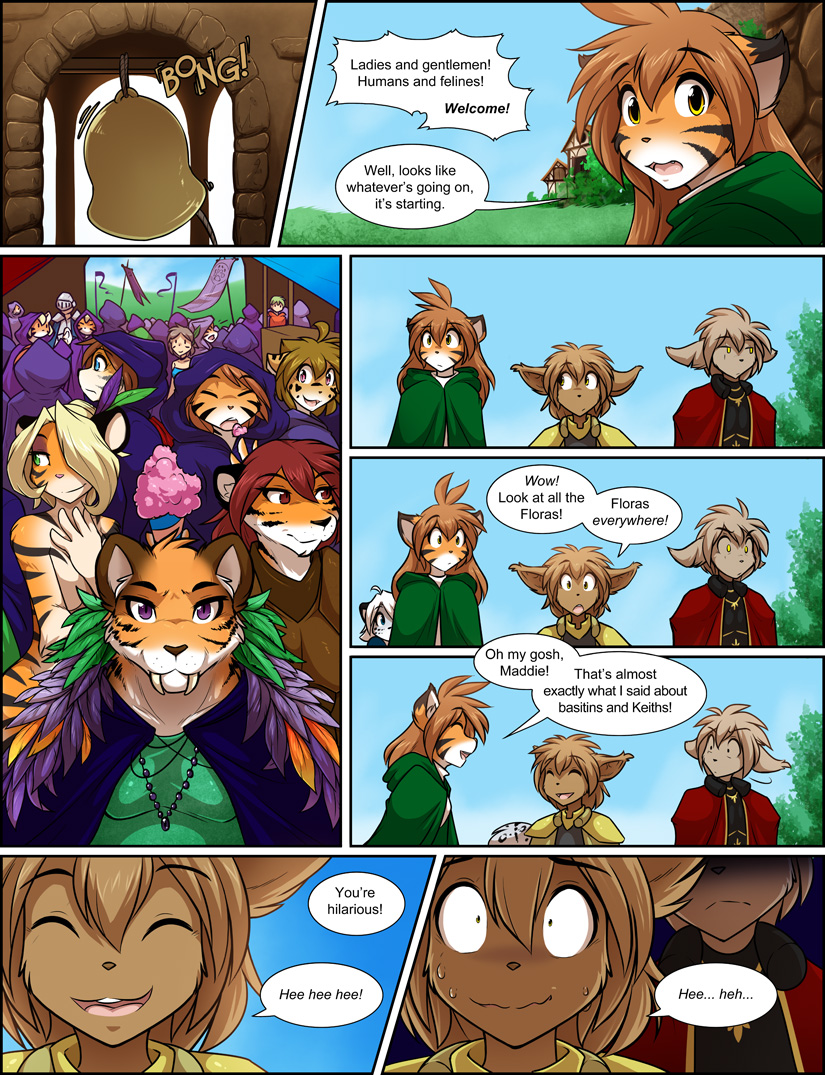 BONG!
Ladies and gentlemen!
Humans and felines!
Welcome!
Well, looks like
whatever's going on,
it's starting.
Wow!
Look at all the
Floras!
Floras
everywhere!
Oh my gosh,
Maddie!
That's almost
exactly what I said about
basitins and Keiths!
You're
hilarious!
Hee hee hee!
Hee... heh...